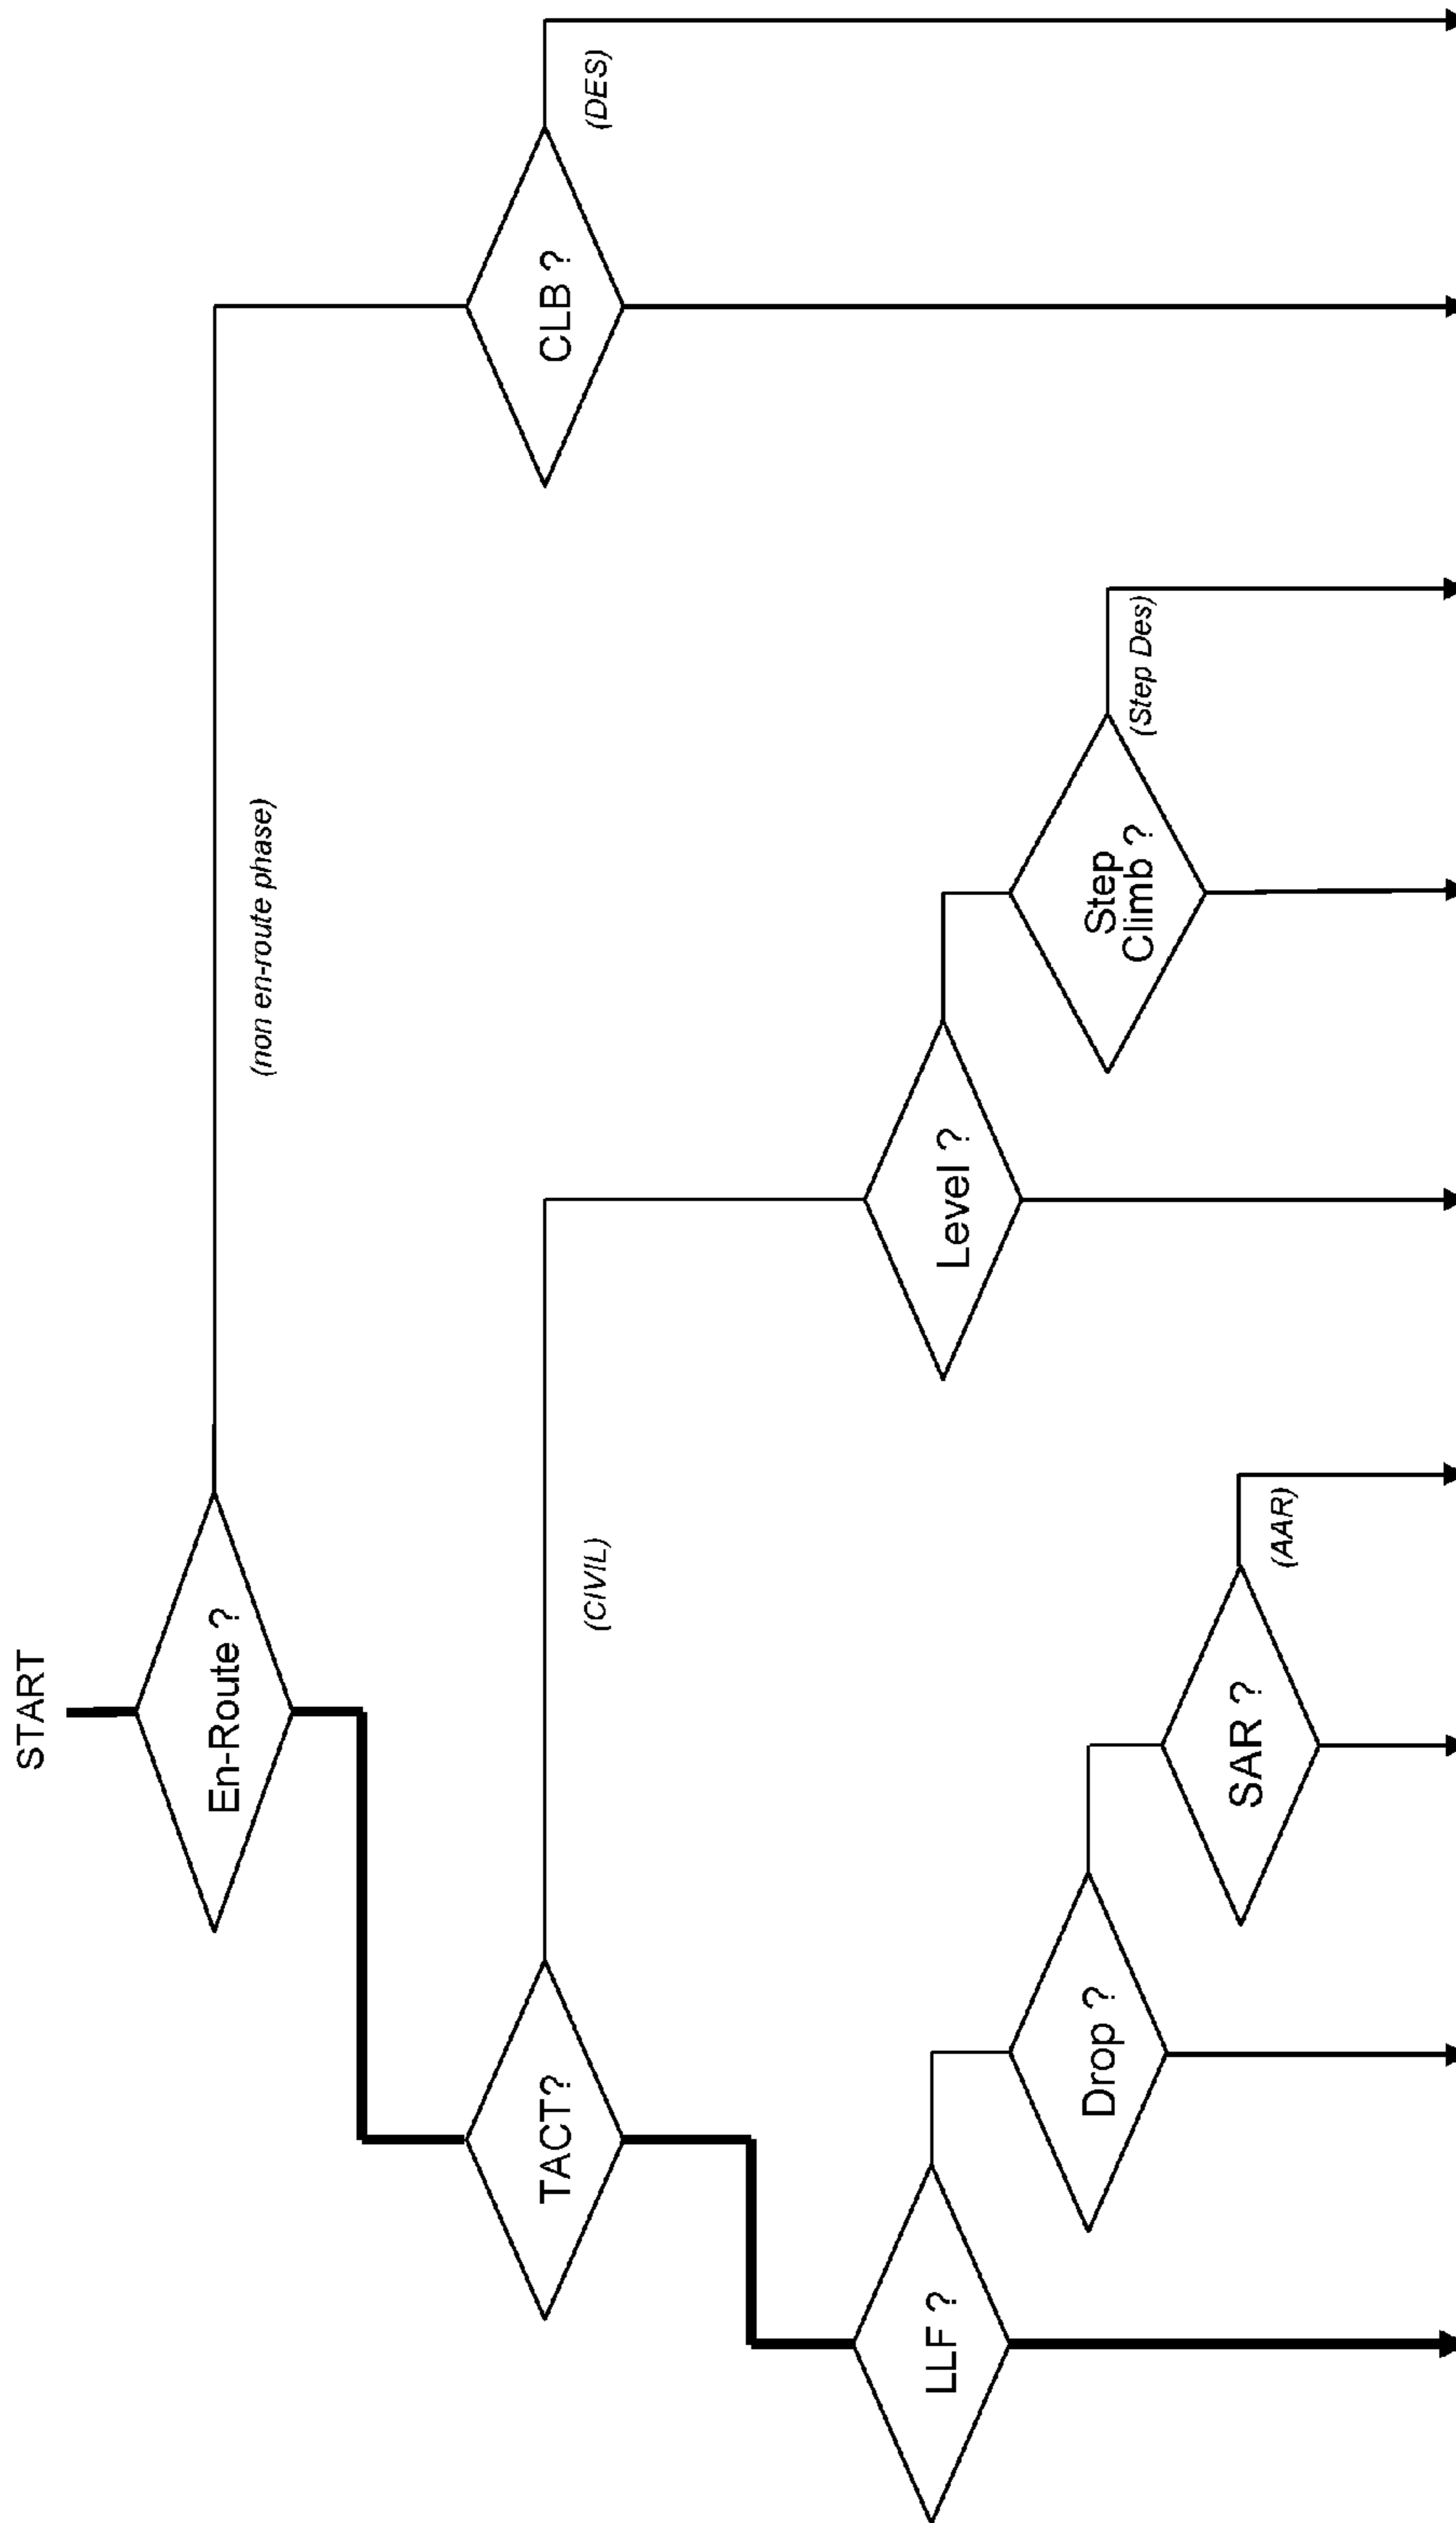 START
En-Route ?
(non en-route phase)
TACT?
(CIVIL)
CLB ?
(DES)
LLF ?
Level ?
Drop ?
Step
Climb ?
(Step Des)
SAR ?
(AAR)